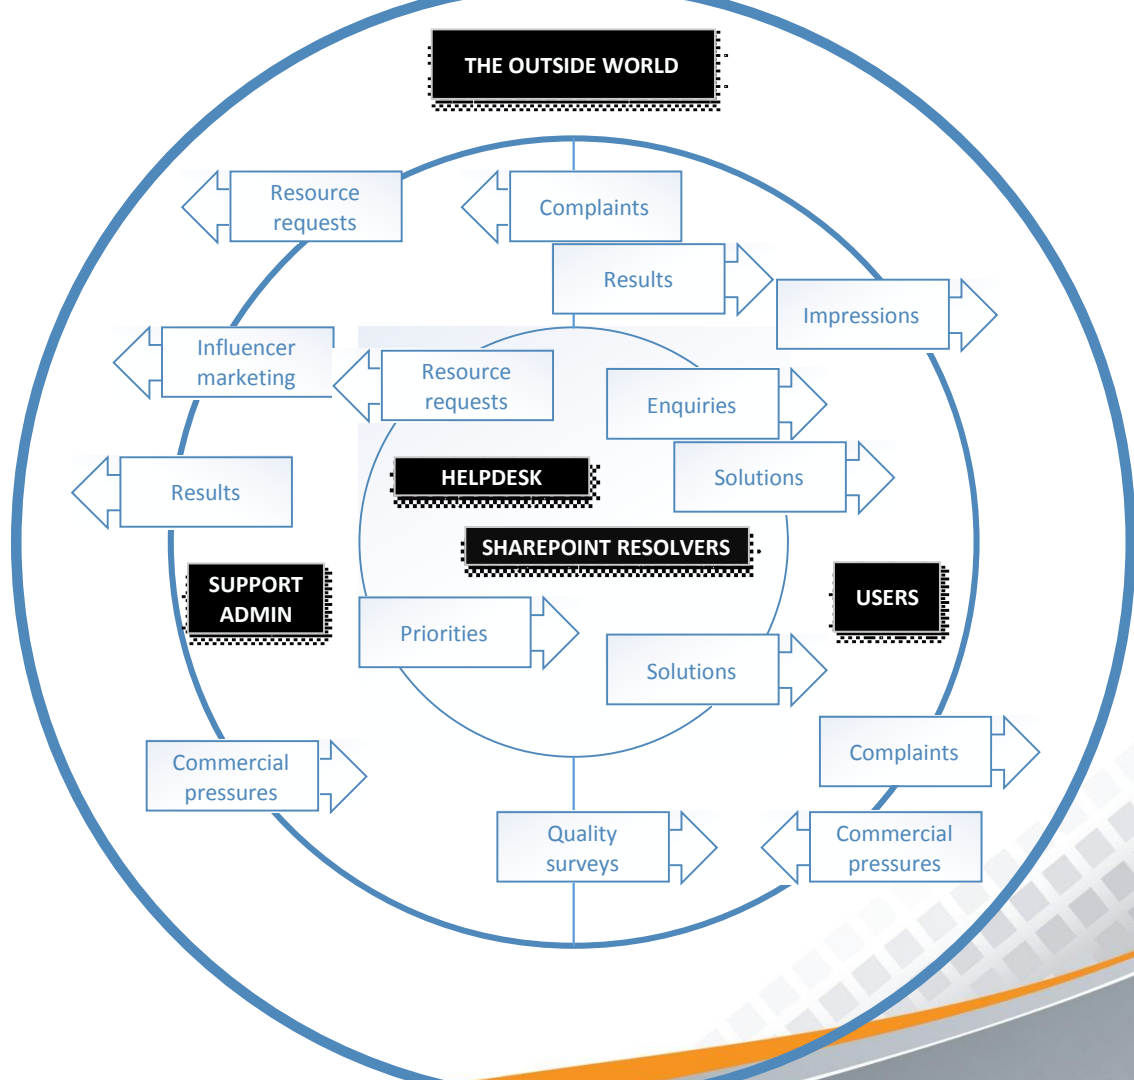 THE OUTSIDE WORLD
Resource
requests
Complaints
Results
Impressions
Influencer
marketing
Resource
requests
Enquiries
Solutions
HELPDESK
Results
SHAREPOINT RESOLVERS
SUPPORT
ADMIN
USERS
Priorities
Solutions
Commercial
pressures
Complaints
Quality
surveys
Commercial
pressures